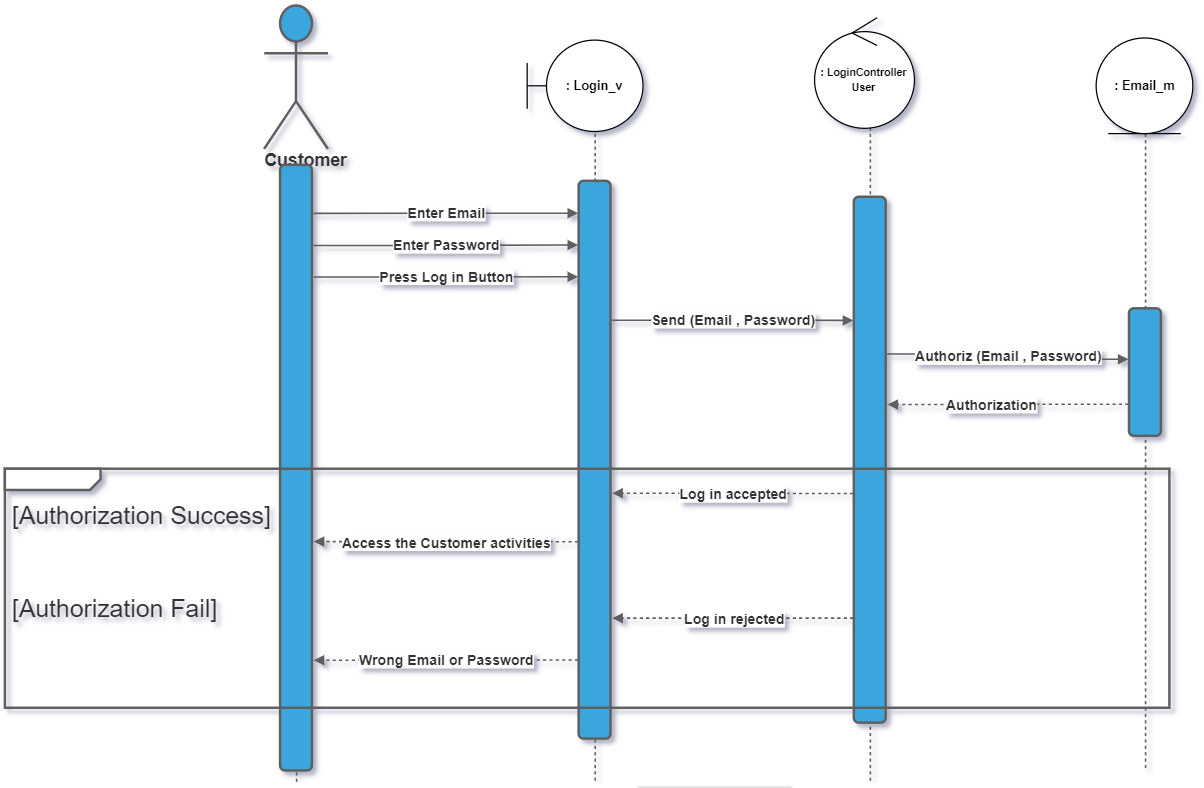 : Login_v
: LoginController
User
: Email_m
Customer
Enter Email
Enter Password
Press Log in Button
Send (Email , Password)
Authoriz (Email , Password)
Authorization
Log in accepted
[Authorization Success]
Access the Customer activities
[Authorization Fail]
Log in rejected
Wrong Email or Password